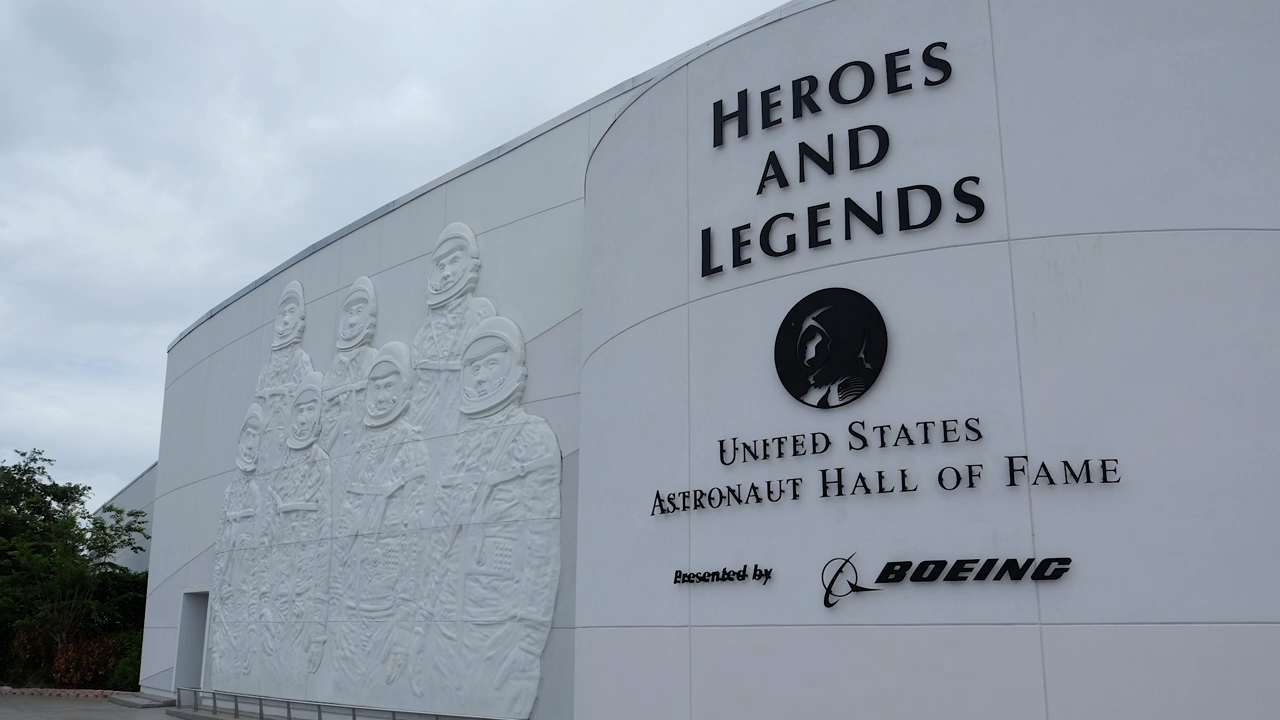 HEROES
AND
LEGENDS
UNITED STATES
ASTRONAUT HALL OF FAME
Presented by BOEING